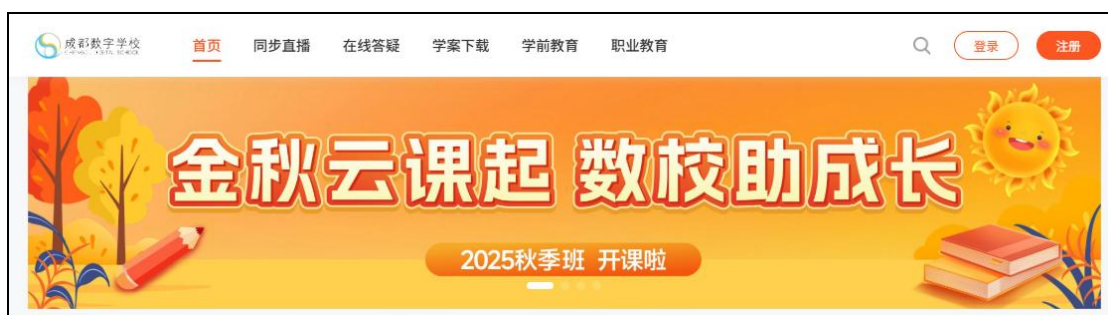 成都数字学校
首页 同步直播 在线答疑 学案下载 学前教育 职业教育 登录 注册
金秋云课起 数校助成长
2025秋季班 开课啦